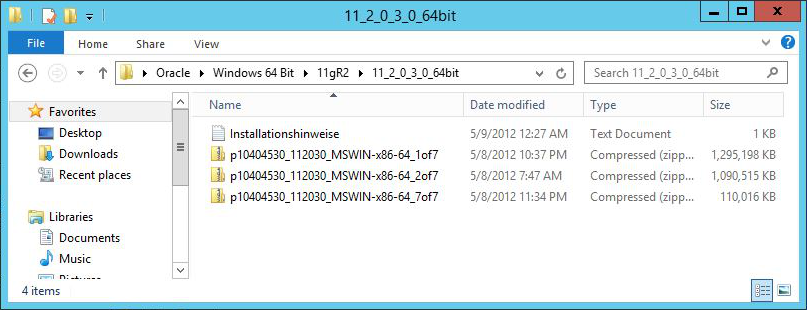 11_2_0_3_0_64bit
File Home Share View
Oracle Windows 64 Bit 11gR2 11_2_0_3_0_64bit Search 11_2_0_3_0_64bit
Favorites
Desktop
Downloads
Recent places
Libraries
Documents
Music
Pictures
Name Date modified Type Size
Installationshinweise 5/9/2012 12:27 AM Text Document 1 KB
p10404530_112030_MSWIN-x86-64_1of7 5/8/2012 10:37 PM Compressed (zipp... 1,295,198 KB
p10404530_112030_MSWIN-x86-64_2of7 5/8/2012 7:47 AM Compressed (zipp... 1,090,515 KB
p10404530_112030_MSWIN-x86-64_7of7 5/8/2012 11:34 PM Compressed (zipp... 110,016 KB
4 items